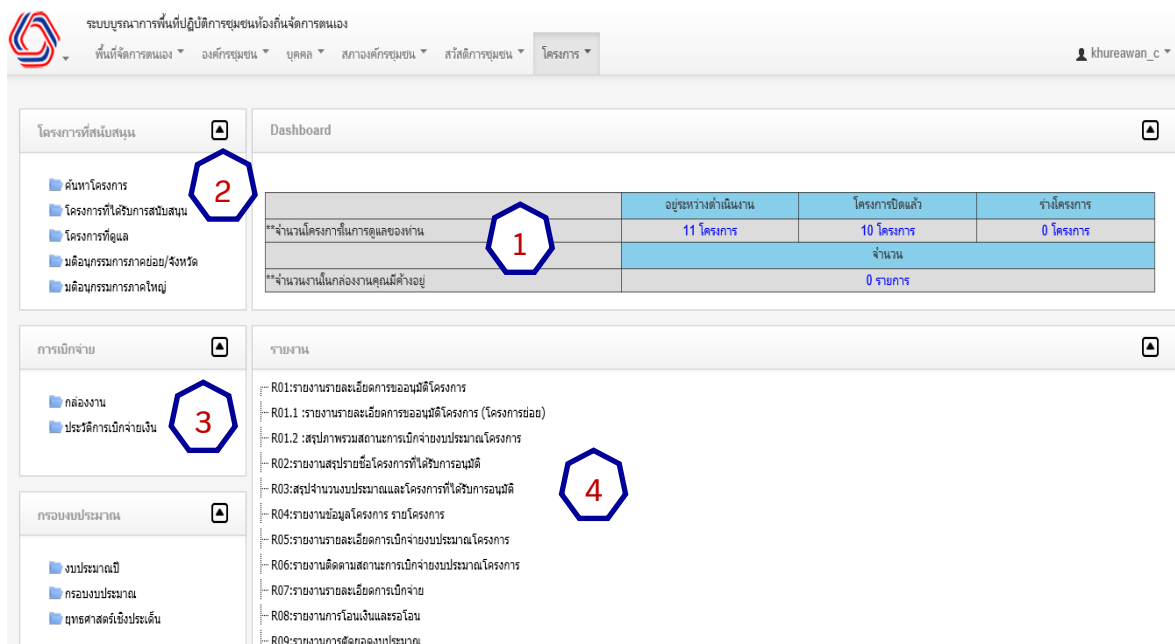 ระบบบูรณาการพื้นที่ปฏิบัติการชุมชนท้องถิ่นจัดการตนเอง
พื้นที่จัดการตนเอง องค์กรชุมชน บุคคล สภาองค์กรชุมชน สวัสดิการชุมชน โครงการ khureawan_c
โครงการที่สนับสนุน
ค้นหาโครงการ
โครงการที่ได้รับการสนับสนุน
โครงการที่ดูแล
มติอนุกรรมการภาคย่อย/จังหวัด
มติอนุกรรมการภาคใหญ่
2
Dashboard
อยู่ระหว่างดำเนินงาน โครงการปิดแล้ว ร่างโครงการ
**จำนวนโครงการในการดูแลของท่าน 11 โครงการ 10 โครงการ 0 โครงการ
จำนวน
**จำนวนงานในกล่องงานคุณมีค้างอยู่ 0 รายการ
1
การเบิกจ่าย
กล่องงาน
ประวัติการเบิกจ่ายเงิน
3
รายงาน
R01:รายงานรายละเอียดการขออนุมัติโครงการ
R01.1 :รายงานรายละเอียดการขออนุมัติโครงการ (โครงการย่อย)
R01.2 :สรุปภาพรวมสถานะการเบิกจ่ายงบประมาณโครงการ
R02:รายงานสรุปรายชื่อโครงการที่ได้รับการอนุมัติ
R03:สรุปจำนวนงบประมาณและโครงการที่ได้รับการอนุมัติ
R04:รายงานข้อมูลโครงการ รายโครงการ
R05:รายงานรายละเอียดการเบิกจ่ายงบประมาณโครงการ
R06:รายงานติดตามสถานะการเบิกจ่ายงบประมาณโครงการ
R07:รายงานรายละเอียดการเบิกจ่าย
R08:รายงานการโอนเงินและรอโอน
R09:รายงานการตัดยอดงบประมาณ
4
กรอบงบประมาณ
งบประมาณปี
กรอบงบประมาณ
ยุทธศาสตร์เชิงประเด็น